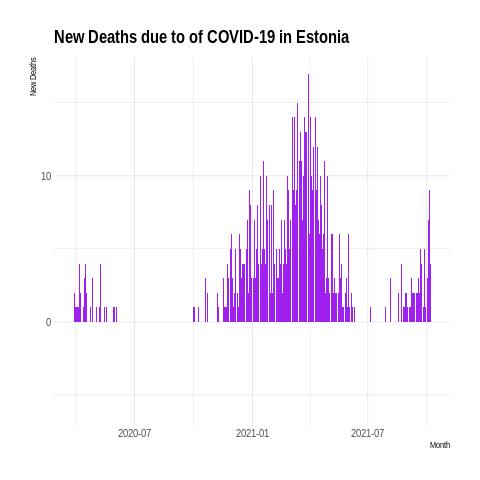 New Deaths due to of COVID-19 in Estonia
New Deaths
10
0
2020-07
2021-01
2021-07
Month